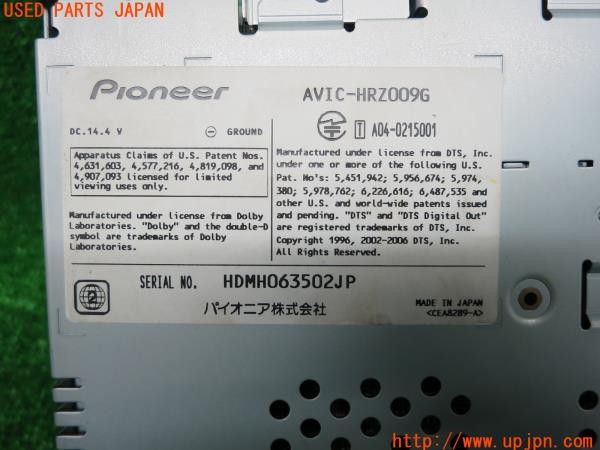 USED PARTS JAPAN
Pioneer
AVIC-HRZ009G
DC.14.4 V
⊖ GROUND
T A04-0215001
Apparatus Claims of U.S. Patent Nos.
4,631,603, 4,577,216, 4,819,098, and
4,907,093 licensed for limited
viewing uses only.
Manufactured under license from Dolby
Laboratories. "Dolby" and the double-D
symbol are trademarks of Dolby
Laboratories.
Manufactured under license from DTS, Inc.
under one or more of the following U.S.
Pat. No's: 5,451,942; 5,956,674; 5,974,
380; 5,978,762; 6,226,616; 6,487,535 and
other U.S. and world-wide patents issued
and pending. "DTS" and "DTS Digital Out"
are registered trademarks of DTS, Inc.
Copyright 1996, 2002-2006 DTS, Inc.
All Rights Reserved.
2
SERIAL NO. HDMH063502JP
パイオニア株式会社
MADE IN JAPAN
<CEA8289-A>
http://www.upjpn.com/